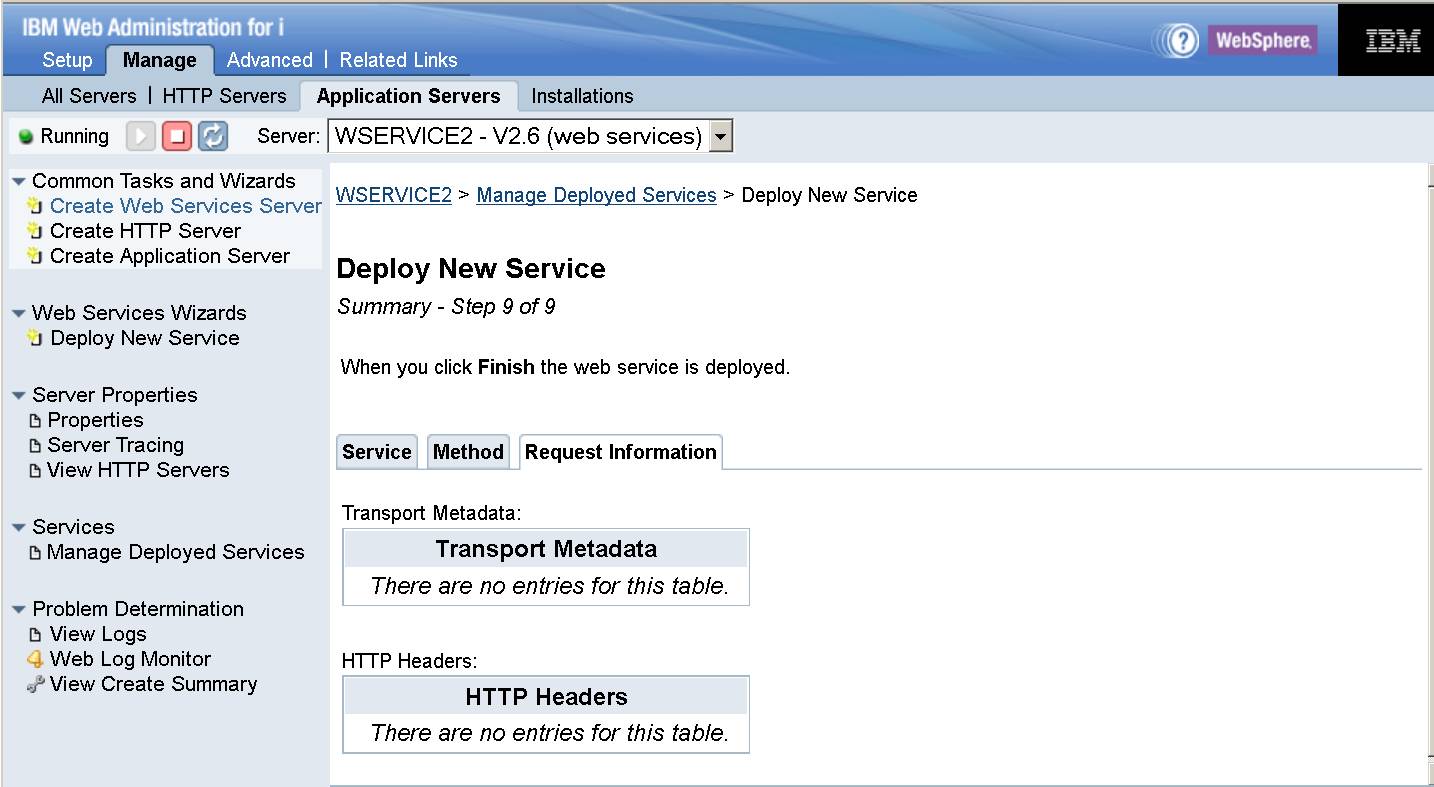 IBM Web Administration for i
WebSphere.
IBM
Setup Manage Advanced | Related Links
All Servers | HTTP Servers Application Servers Installations
Running Server: WSERVICE2 - V2.6 (web services)
Common Tasks and Wizards
Create Web Services Server
Create HTTP Server
Create Application Server
Web Services Wizards
Deploy New Service
Server Properties
Properties
Server Tracing
View HTTP Servers
Services
Manage Deployed Services
Problem Determination
View Logs
Web Log Monitor
View Create Summary
WSERVICE2 > Manage Deployed Services > Deploy New Service
Deploy New Service
Summary - Step 9 of 9
When you click Finish the web service is deployed.
Service Method Request Information
Transport Metadata:
Transport Metadata
There are no entries for this table.
HTTP Headers:
HTTP Headers
There are no entries for this table.